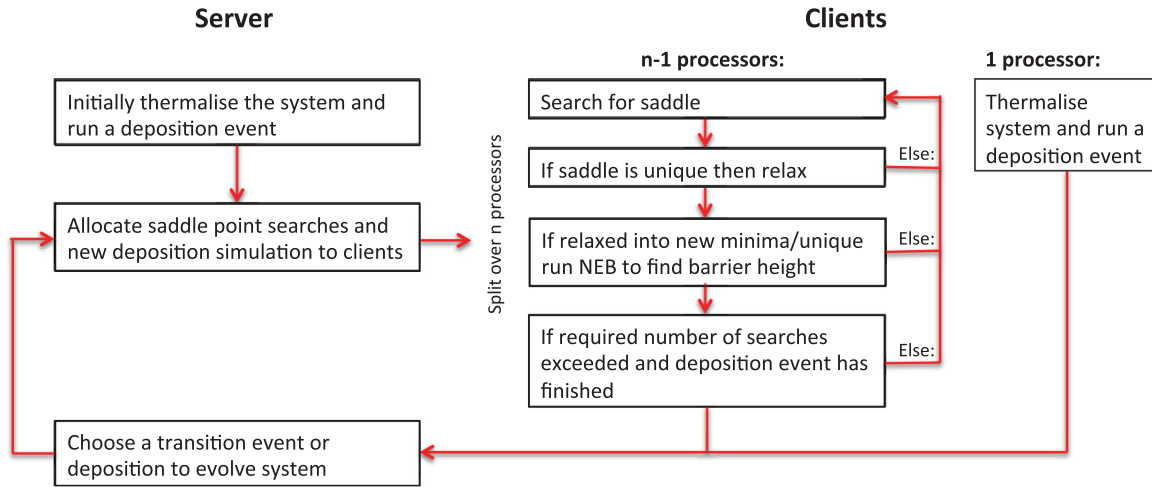 Server
Initially thermalise the system and
run a deposition event
Allocate saddle point searches and
new deposition simulation to clients
Choose a transition event or
deposition to evolve system
Split over n processors
Clients
n-1 processors:
Search for saddle
If saddle is unique then relax
Else:
If relaxed into new minima/unique
run NEB to find barrier height
Else:
If required number of searches
exceeded and deposition event has
finished
Else:
1 processor:
Thermalise
system and run a
deposition event